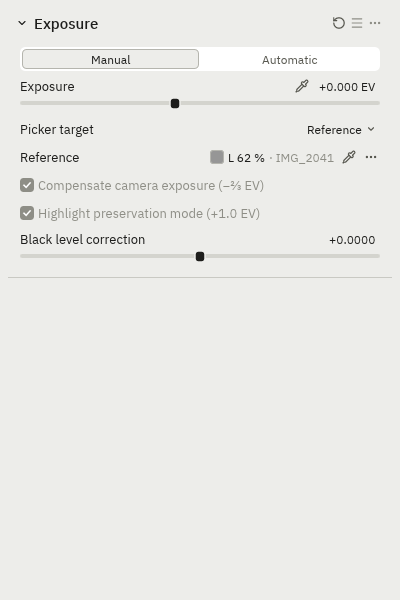 Exposure
Manual
Automatic
Exposure
+0.000 EV
Picker target
Reference
Reference
L 62 % · IMG_2041
Compensate camera exposure (−⅔ EV)
Highlight preservation mode (+1.0 EV)
Black level correction
+0.0000